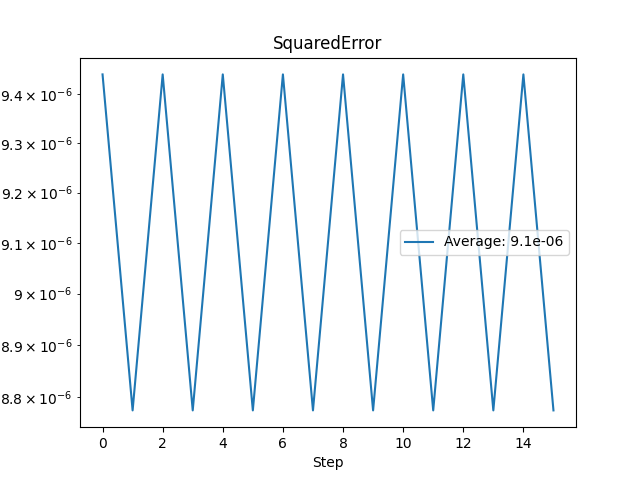 SquaredError
9.4 × 10⁻⁶
9.3 × 10⁻⁶
9.2 × 10⁻⁶
9.1 × 10⁻⁶
9 × 10⁻⁶
8.9 × 10⁻⁶
8.8 × 10⁻⁶
Average: 9.1e-06
0 2 4 6 8 10 12 14
Step